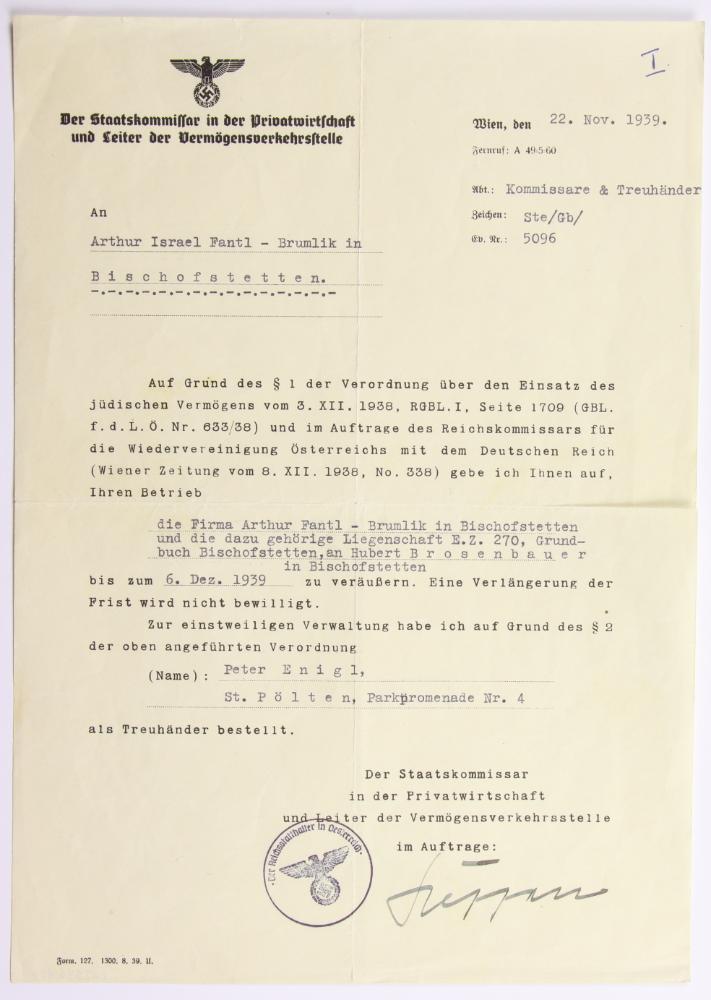 I
Der Staatskommissar in der Privatwirtschaft
und Leiter der Vermögensverkehrsstelle
Wien, den 22. Nov. 1939.
Fernruf: A 49-5-60
Abt.: Kommissare & Treuhänder
Zeichen: Ste/Gb/
Ev. Nr.: 5096
An
Arthur Israel Fantl - Brumlik in
B i s c h o f s t e t t e n.
-.-.-.-.-.-.-.-.-.-.-.-.-.-
Auf Grund des § 1 der Verordnung über den Einsatz des
jüdischen Vermögens vom 3. XII. 1938, RGBL. I, Seite 1709 (GBL.
f. d. L. Ö. Nr. 633/38) und im Auftrage des Reichskommissars für
die Wiedervereinigung Österreichs mit dem Deutschen Reich
(Wiener Zeitung vom 8. XII. 1938, No. 338) gebe ich Ihnen auf,
Ihren Betrieb
die Firma Arthur Fantl - Brumlik in Bischofstetten
und die dazu gehörige Liegenschaft E.Z. 270, Grund-
buch Bischofstetten, an Hubert B r o s e n b a u e r
in Bischofstetten
bis zum 6. Dez. 1939 zu veräußern. Eine Verlängerung der
Frist wird nicht bewilligt.
Zur einstweiligen Verwaltung habe ich auf Grund des § 2
der oben angeführten Verordnung
(Name): Peter E n i g l,
St. P ö l t e n, Parkpromenade Nr. 4
als Treuhänder bestellt.
Der Staatskommissar
in der Privatwirtschaft
und Leiter der Vermögensverkehrsstelle
im Auftrage:
Der Reichsstatthalter in Oesterreich
Form. 127. 1300. 8. 39. U.